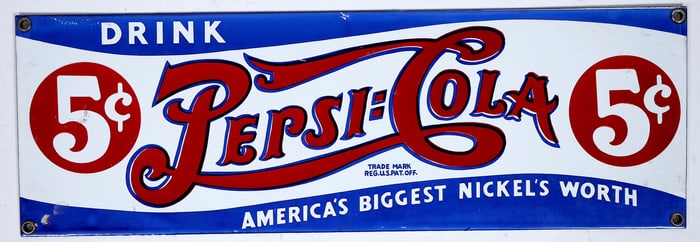 DRINK
5¢ PEPSI=COLA 5¢
TRADE MARK
REG.U.S.PAT.OFF.
AMERICA'S BIGGEST NICKEL'S WORTH